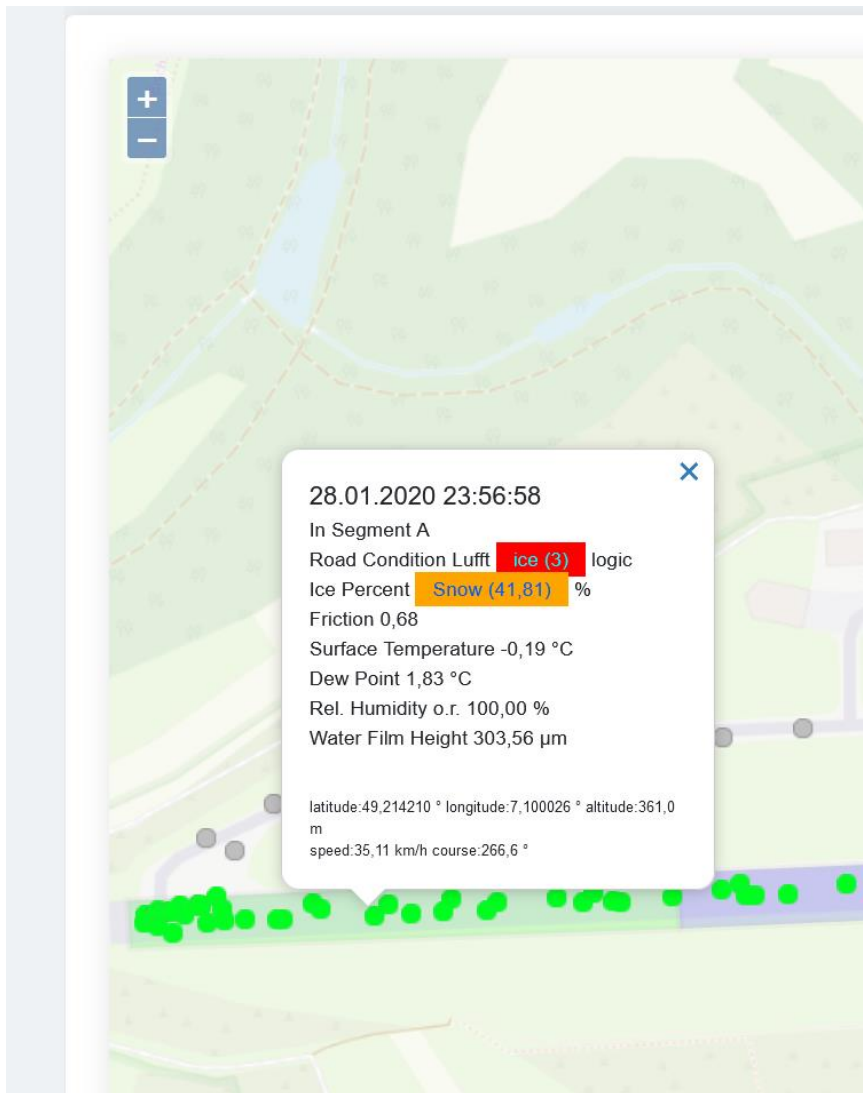 +
−
×
28.01.2020 23:56:58
In Segment A
Road Condition Lufft ice (3) logic
Ice Percent Snow (41,81) %
Friction 0,68
Surface Temperature -0,19 °C
Dew Point 1,83 °C
Rel. Humidity o.r. 100,00 %
Water Film Height 303,56 µm
latitude:49,214210 ° longitude:7,100026 ° altitude:361,0
m
speed:35,11 km/h course:266,6 °